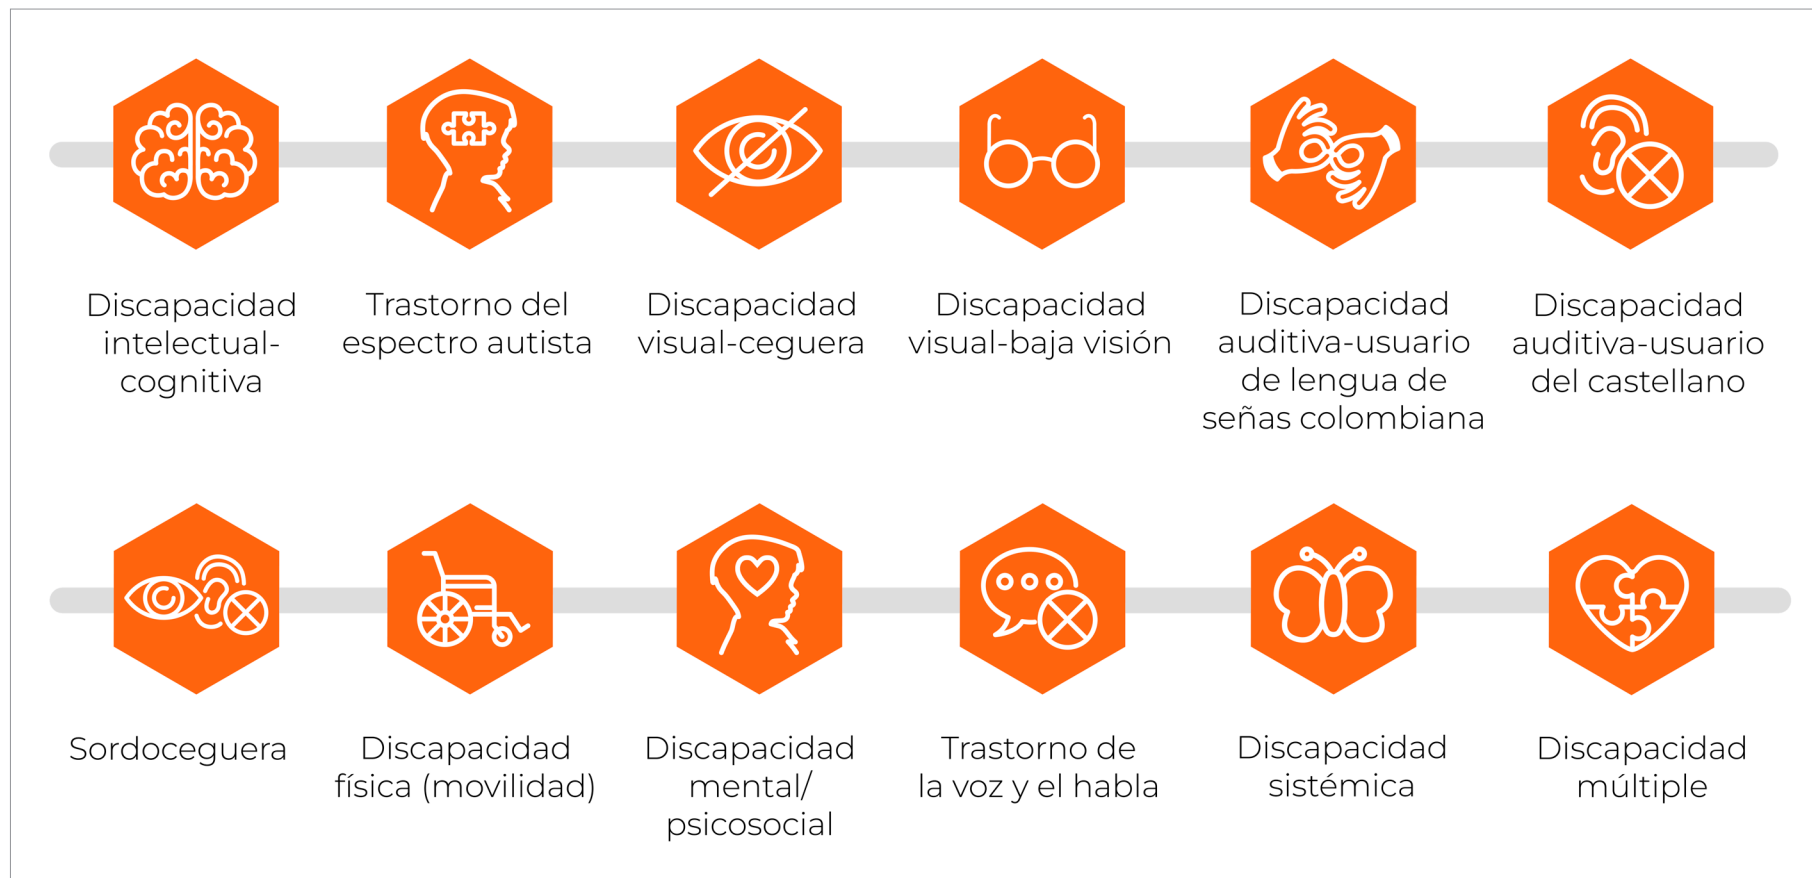 Discapacidad
intelectual-
cognitiva
Trastorno del
espectro autista
Discapacidad
visual-ceguera
Discapacidad
visual-baja visión
Discapacidad
auditiva-usuario
de lengua de
señas colombiana
Discapacidad
auditiva-usuario
del castellano
Sordoceguera
Discapacidad
física (movilidad)
Discapacidad
mental/
psicosocial
Trastorno de
la voz y el habla
Discapacidad
sistémica
Discapacidad
múltiple